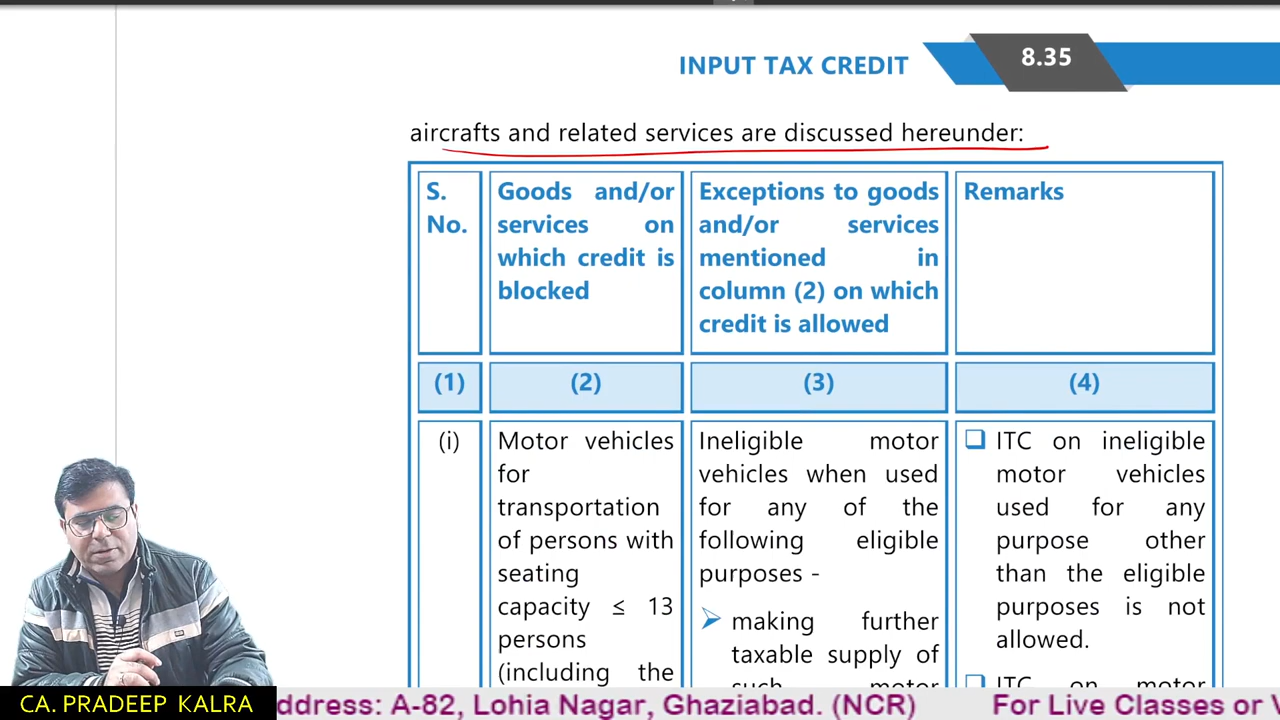 INPUT TAX CREDIT
8.35
aircrafts and related services are discussed hereunder:
S.
No.
Goods and/or
services on
which credit is
blocked
Exceptions to goods
and/or services
mentioned in
column (2) on which
credit is allowed
Remarks
(1)
(2)
(3)
(4)
(i)
Motor vehicles
for
transportation
of persons with
seating
capacity ≤ 13
persons
(including the
Ineligible motor
vehicles when used
for any of the
following eligible
purposes -
making further
taxable supply of
such motor
ITC on ineligible
motor vehicles
used for any
purpose other
than the eligible
purposes is not
allowed.
ITC on motor
CA. PRADEEP KALRA
ddress: A-82, Lohia Nagar, Ghaziabad. (NCR)
For Live Classes or V